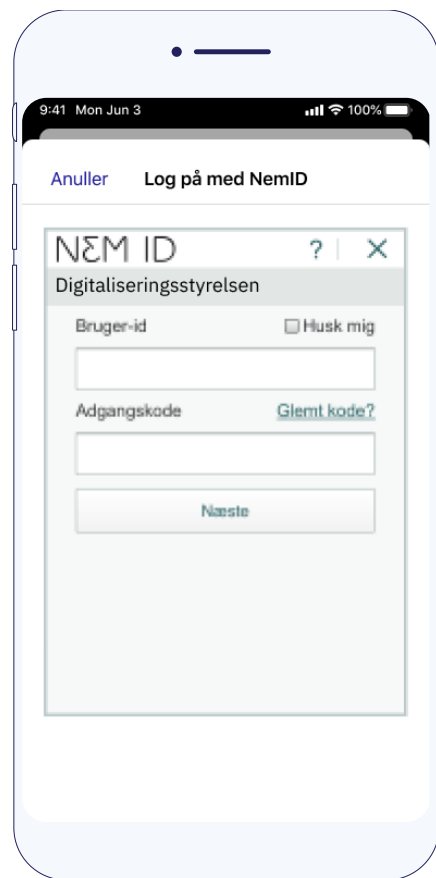 9:41 Mon Jun 3 100%
Anuller Log på med NemID
NEM ID ? X
Digitaliseringsstyrelsen
Bruger-id Husk mig
Adgangskode Glemt kode?
Næste